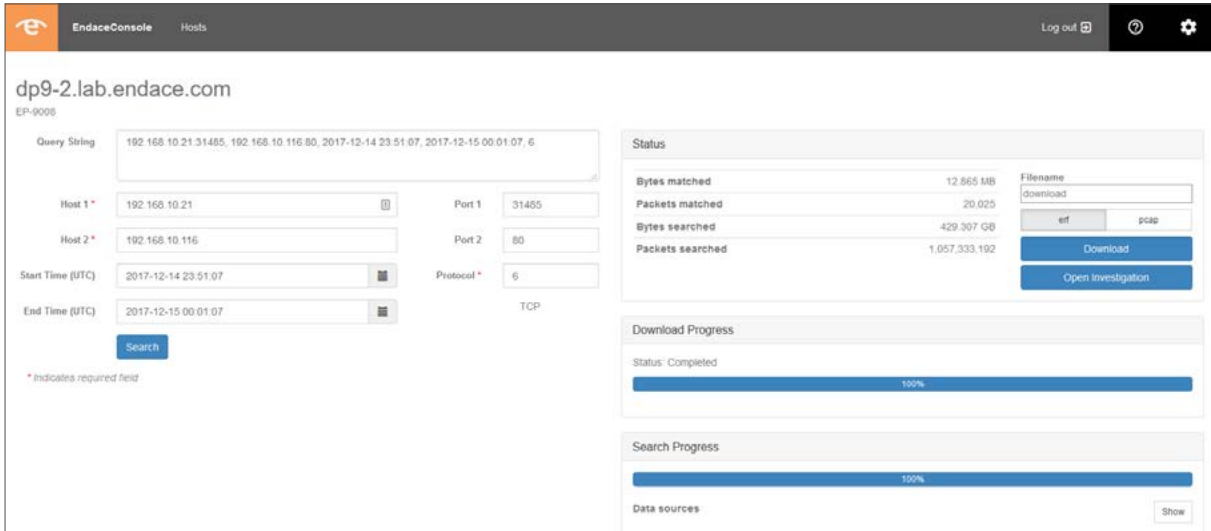 EndaceConsole Hosts Log out
dp9-2.lab.endace.com
EP-9006
Query String 192.168.10.21.31485, 192.168.10.116.80, 2017-12-14 23:51:07, 2017-12-15 00:01:07, 6
Host 1 * 192.168.10.21 Port 1 31485
Host 2 * 192.168.10.116 Port 2 80
Start Time (UTC) 2017-12-14 23:51:07 Protocol * 6
End Time (UTC) 2017-12-15 00:01:07 TCP
Search
* Indicates required field
Status
Bytes matched 12.865 MB
Packets matched 20,025
Bytes searched 429.307 GB
Packets searched 1,057,333,192
Filename
download
erf pcap
Download
Open Investigation
Download Progress
Status: Completed
100%
Search Progress
100%
Data sources Show